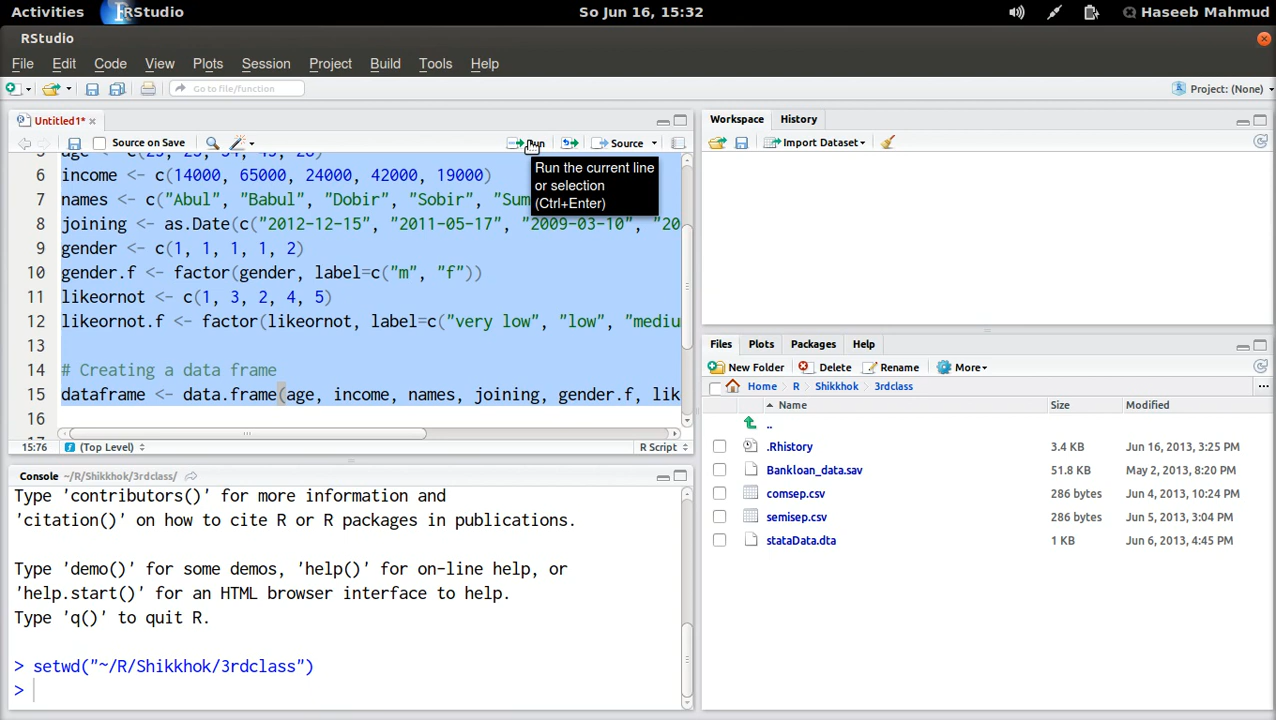 Activities RStudio So Jun 16, 15:32 Haseeb Mahmud
RStudio
File Edit Code View Plots Session Project Build Tools Help
Go to file/function Project: (None)
Untitled1*
Source on Save Run Source
Run the current line
or selection
(Ctrl+Enter)
6 income <- c(14000, 65000, 24000, 42000, 19000)
7 names <- c("Abul", "Babul", "Dobir", "Sobir", "Sum
8 joining <- as.Date(c("2012-12-15", "2011-05-17", "2009-03-10", "20
9 gender <- c(1, 1, 1, 1, 2)
10 gender.f <- factor(gender, label=c("m", "f"))
11 likeornot <- c(1, 3, 2, 4, 5)
12 likeornot.f <- factor(likeornot, label=c("very low", "low", "mediu
13
14 # Creating a data frame
15 dataframe <- data.frame(age, income, names, joining, gender.f, lik
16
15:76 (Top Level) R Script
Console ~/R/Shikkhok/3rdclass/
Type 'contributors()' for more information and
'citation()' on how to cite R or R packages in publications.
Type 'demo()' for some demos, 'help()' for on-line help, or
'help.start()' for an HTML browser interface to help.
Type 'q()' to quit R.
> setwd("~/R/Shikkhok/3rdclass")
>
Workspace History
Import Dataset
Files Plots Packages Help
New Folder Delete Rename More
Home R Shikkhok 3rdclass ...
Name Size Modified
..
.Rhistory 3.4 KB Jun 16, 2013, 3:25 PM
Bankloan_data.sav 51.8 KB May 2, 2013, 8:20 PM
comsep.csv 286 bytes Jun 4, 2013, 10:24 PM
semisep.csv 286 bytes Jun 5, 2013, 3:04 PM
stataData.dta 1 KB Jun 6, 2013, 4:45 PM